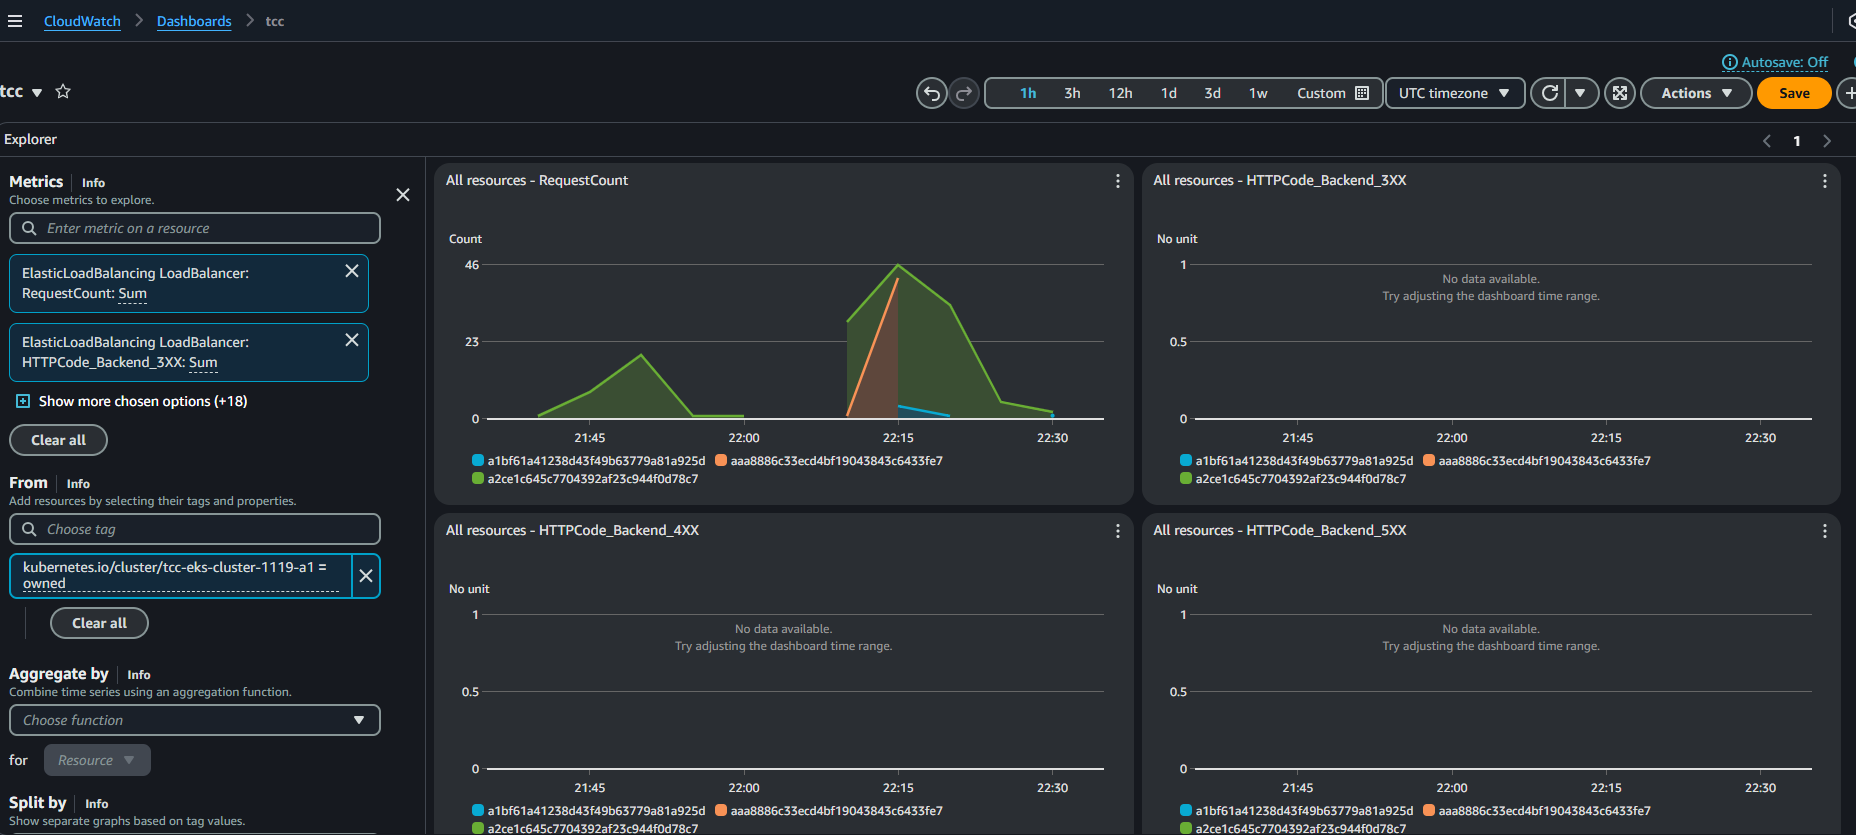 CloudWatch > Dashboards > tcc
Autosave: Off
tcc
1h 3h 12h 1d 3d 1w Custom UTC timezone Actions Save
Explorer
1
Metrics Info
Choose metrics to explore.
Enter metric on a resource
ElasticLoadBalancing LoadBalancer:
RequestCount: Sum
ElasticLoadBalancing LoadBalancer:
HTTPCode_Backend_3XX: Sum
Show more chosen options (+18)
Clear all
From Info
Add resources by selecting their tags and properties.
Choose tag
kubernetes.io/cluster/tcc-eks-cluster-1119-a1 =
owned
Clear all
Aggregate by Info
Combine time series using an aggregation function.
Choose function
for Resource
Split by Info
Show separate graphs based on tag values.
All resources - RequestCount
Count
46
23
0
21:45 22:00 22:15 22:30
a1bf61a41238d43f49b63779a81a925d aaa8886c33ecd4bf19043843c6433fe7
a2ce1c645c7704392af23c944f0d78c7
All resources - HTTPCode_Backend_3XX
No unit
1
No data available.
Try adjusting the dashboard time range.
0.5
0
21:45 22:00 22:15 22:30
a1bf61a41238d43f49b63779a81a925d aaa8886c33ecd4bf19043843c6433fe7
a2ce1c645c7704392af23c944f0d78c7
All resources - HTTPCode_Backend_4XX
No unit
1
No data available.
Try adjusting the dashboard time range.
0.5
0
21:45 22:00 22:15 22:30
a1bf61a41238d43f49b63779a81a925d aaa8886c33ecd4bf19043843c6433fe7
a2ce1c645c7704392af23c944f0d78c7
All resources - HTTPCode_Backend_5XX
No unit
1
No data available.
Try adjusting the dashboard time range.
0.5
0
21:45 22:00 22:15 22:30
a1bf61a41238d43f49b63779a81a925d aaa8886c33ecd4bf19043843c6433fe7
a2ce1c645c7704392af23c944f0d78c7